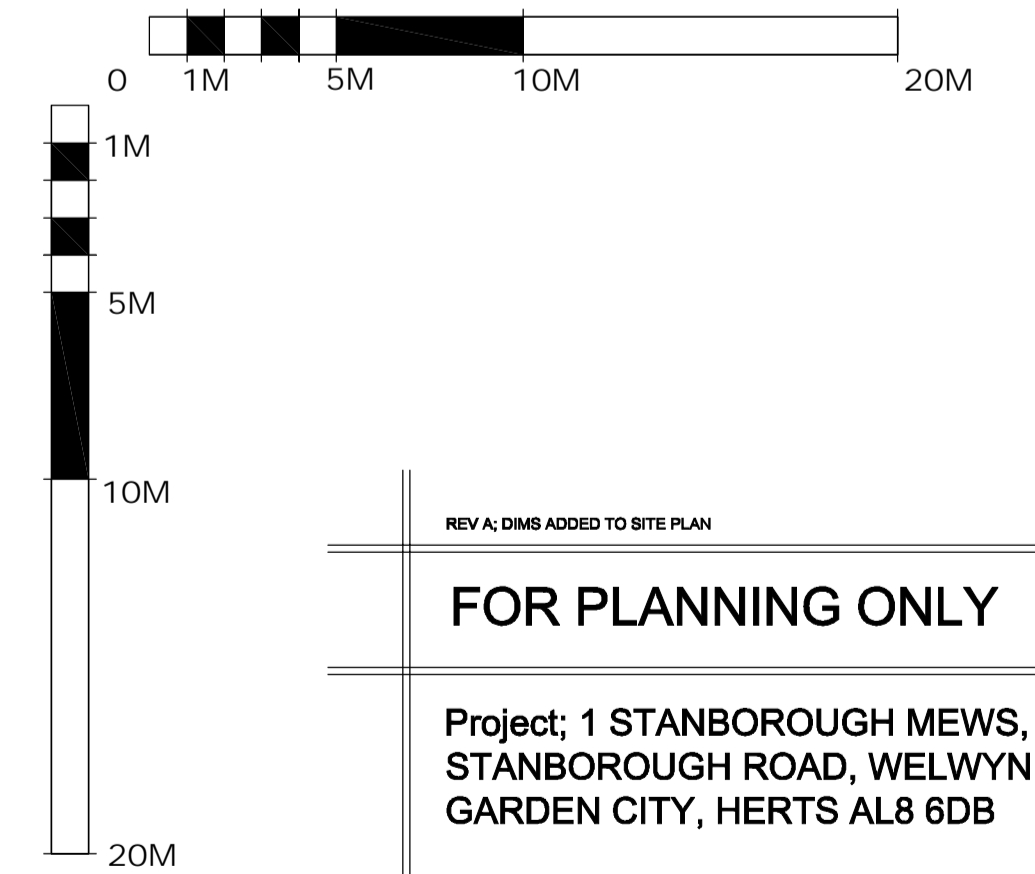 0 1M 5M 10M 20M
1M
5M
10M
20M
REV A; DIMS ADDED TO SITE PLAN
FOR PLANNING ONLY
Project; 1 STANBOROUGH MEWS,
STANBOROUGH ROAD, WELWYN
GARDEN CITY, HERTS AL8 6DB